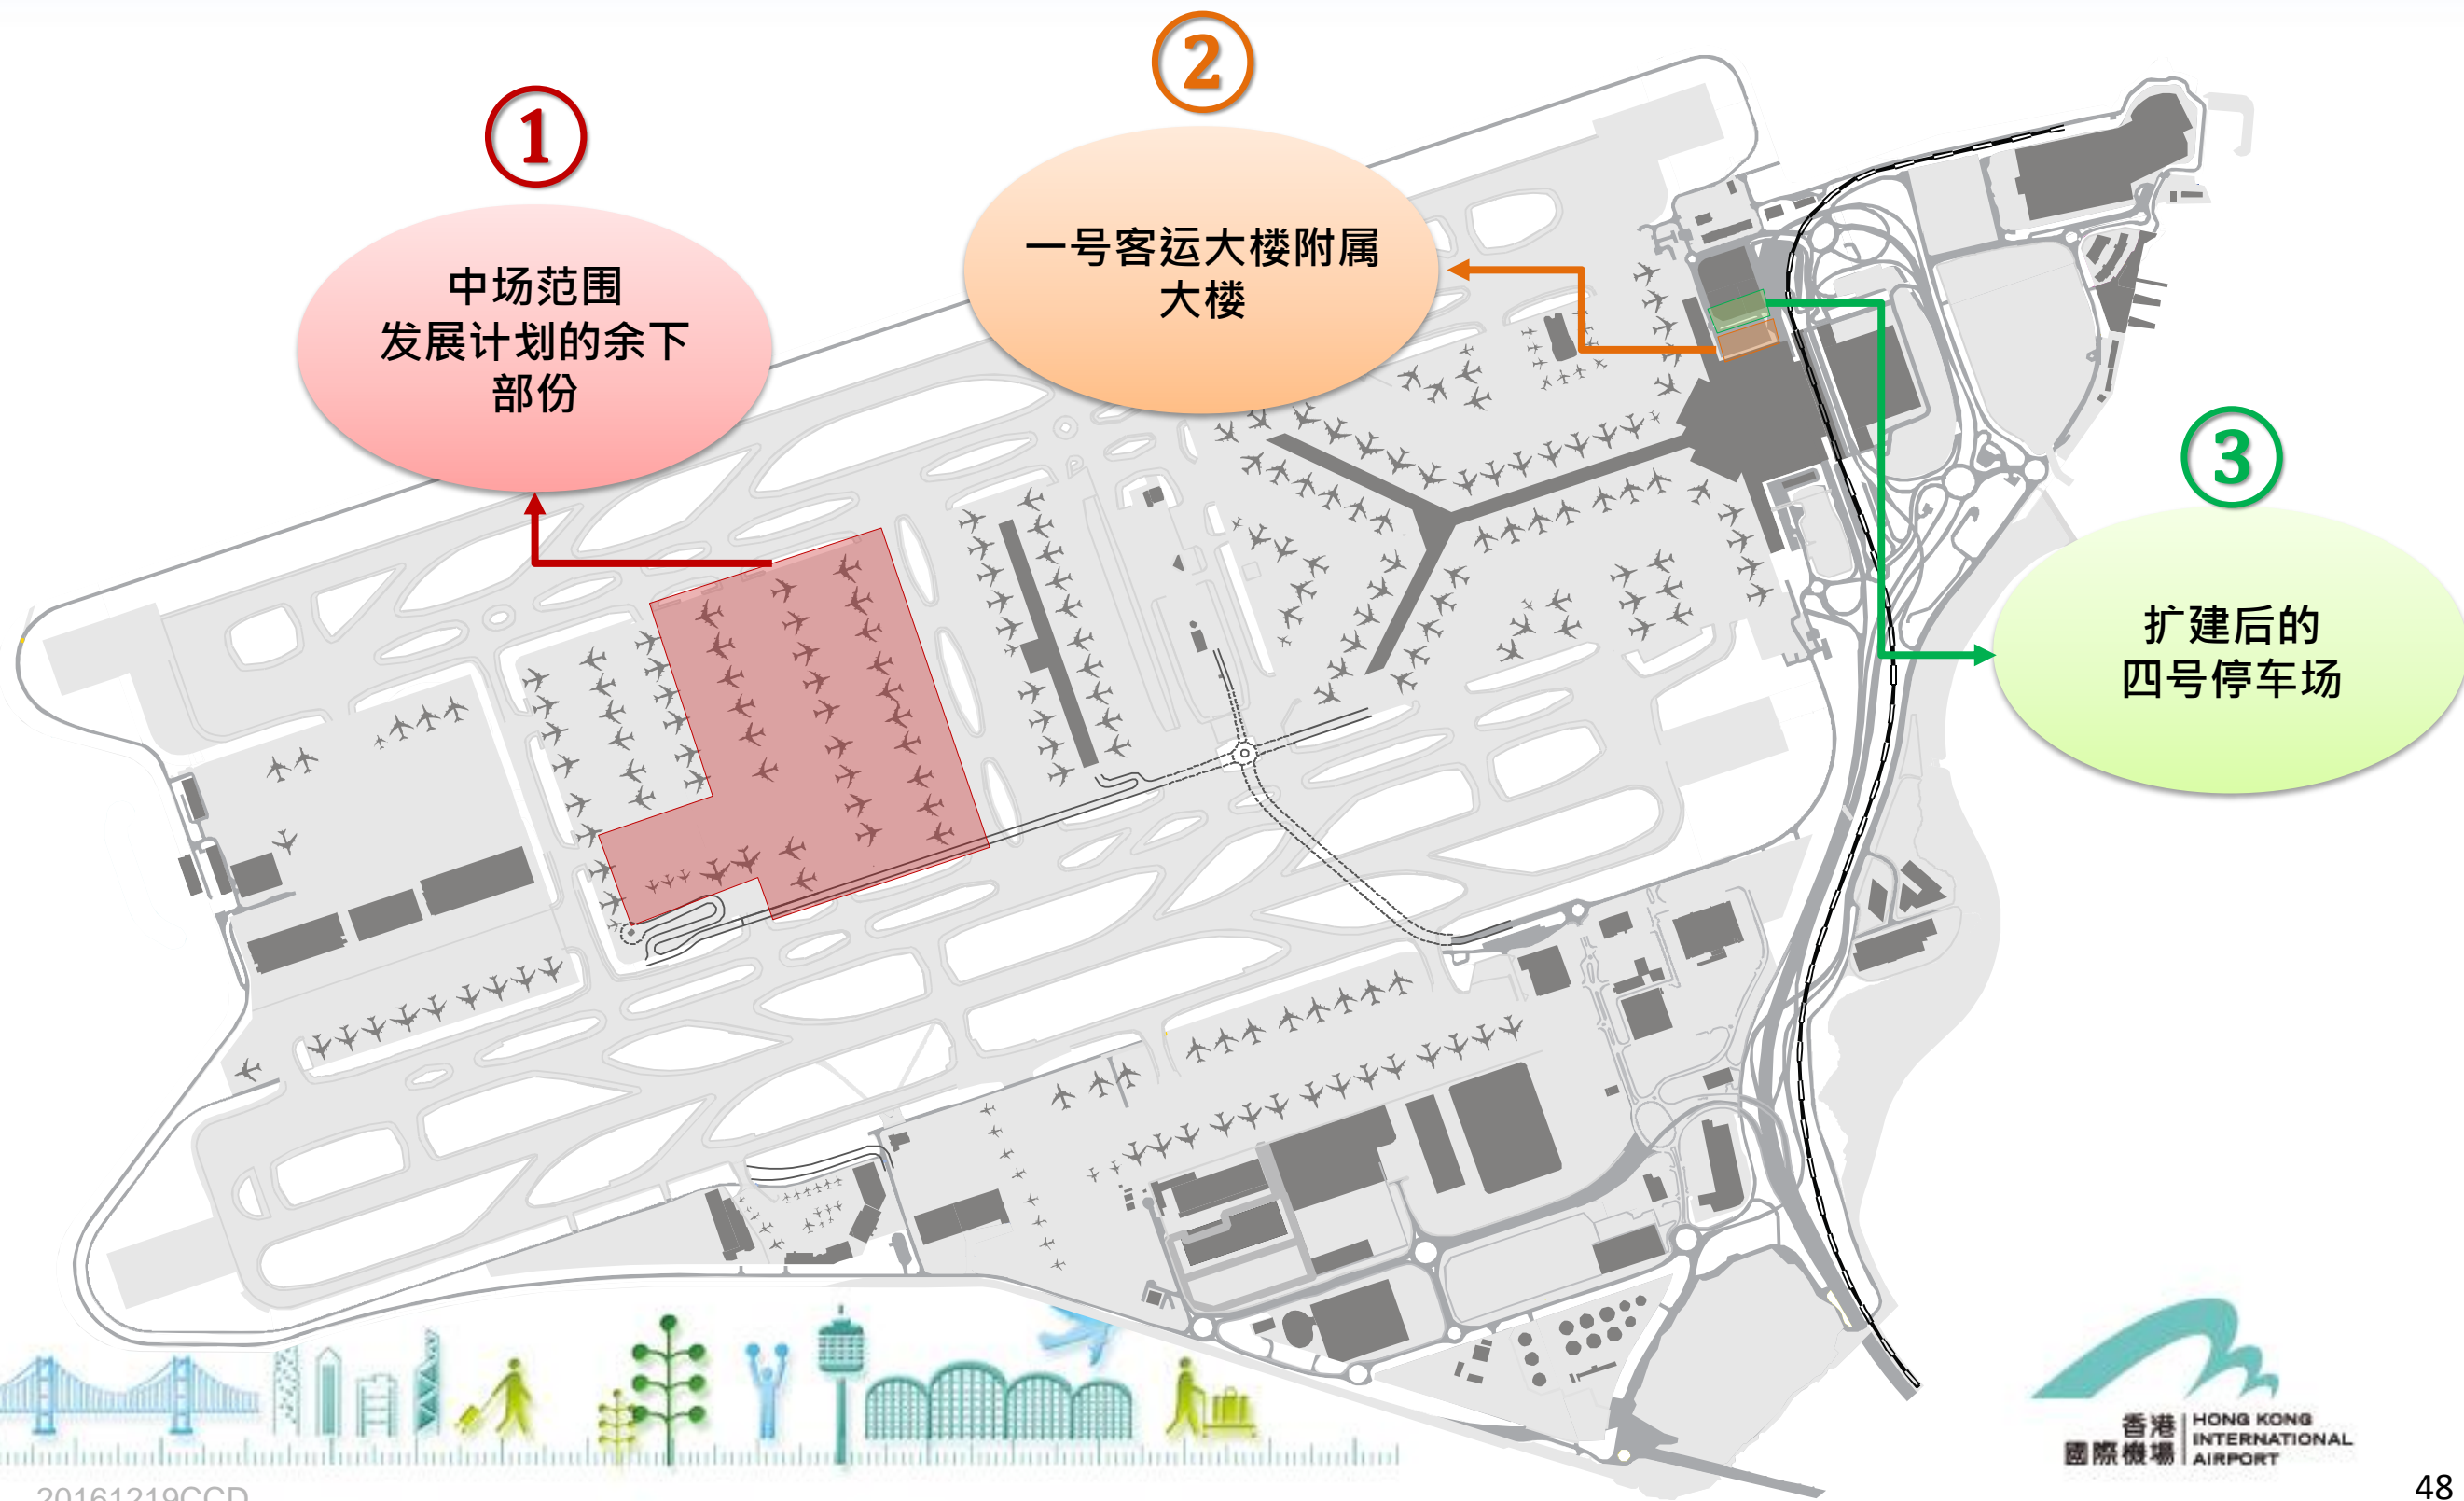 ①
中场范围
发展计划的余下
部份
②
一号客运大楼附属
大楼
③
扩建后的
四号停车场
香港
國際機場
HONG KONG
INTERNATIONAL
AIRPORT
20161219CCD
48